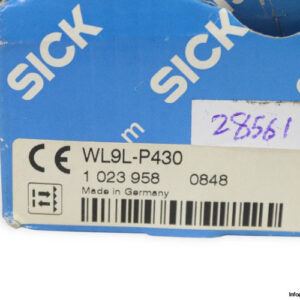 SICK
SICK
m
28561
CE WL9L-P430
1 023 958 0848
Made in Germany